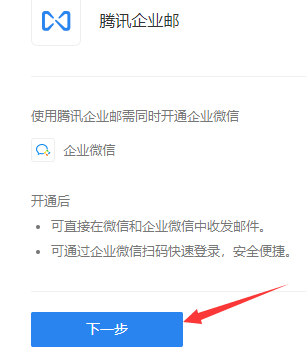 腾讯企业邮
使用腾讯企业邮需同时开通企业微信
企业微信
开通后
• 可直接在微信和企业微信中收发邮件。
• 可通过企业微信扫码快速登录，安全便捷。
下一步